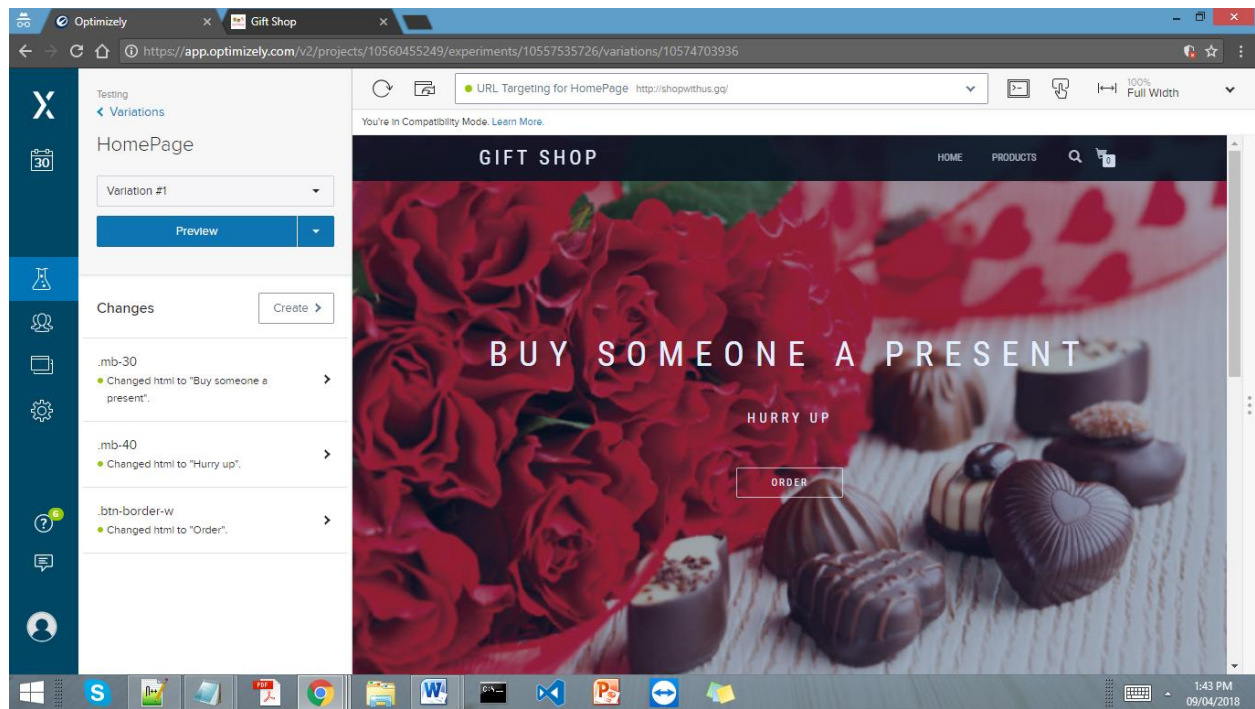 Optimizely
Gift Shop
https://app.optimizely.com/v2/projects/10560455249/experiments/10557535726/variations/10574703936
30
6
Testing
Variations
HomePage
Variation #1
Preview
Changes
Create
.mb-30
Changed html to "Buy someone a
present".
.mb-40
Changed html to "Hurry up".
.btn-border-w
Changed html to "Order".
URL Targeting for HomePage http://shopwithus.gq/
100%
Full Width
You're in Compatibility Mode. Learn More.
GIFT SHOP
HOME PRODUCTS 0
BUY SOMEONE A PRESENT
HURRY UP
ORDER
1:43 PM
09/04/2018